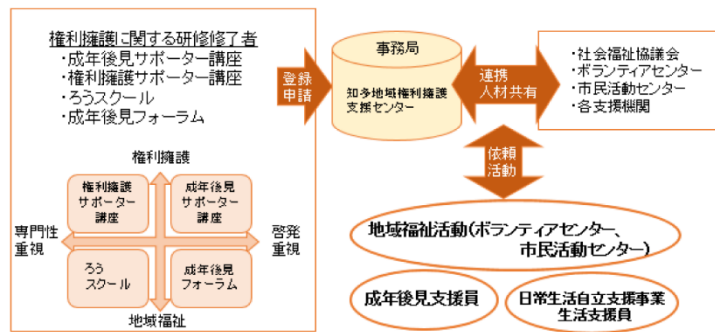 権利擁護に関する研修修了者
・成年後見サポーター講座
・権利擁護サポーター講座
・ろうスクール
・成年後見フォーラム
権利擁護
権利擁護
サポーター
講座
成年後見
サポーター
講座
専門性
重視
啓発
重視
ろう
スクール
成年後見
フォーラム
地域福祉
登録
申請
事務局
知多地域権利擁護
支援センター
連携
人材共有
・社会福祉協議会
・ボランティアセンター
・市民活動センター
・各支援機関
依頼
活動
地域福祉活動(ボランティアセンター、
市民活動センター)
成年後見支援員
日常生活自立支援事業
生活支援員